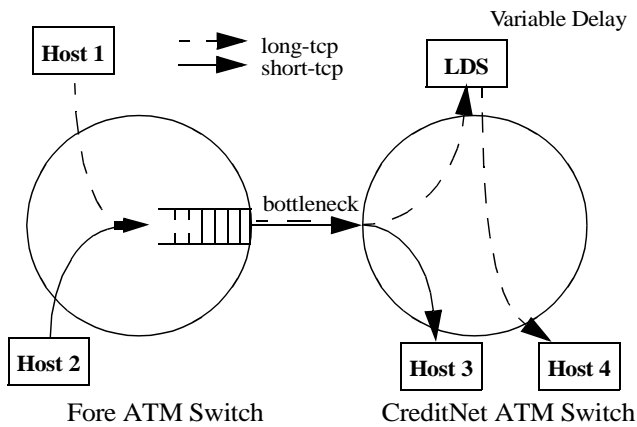 Variable Delay
Host 1
long-tcp
short-tcp
LDS
bottleneck
Host 2
Host 3
Host 4
Fore ATM Switch
CreditNet ATM Switch